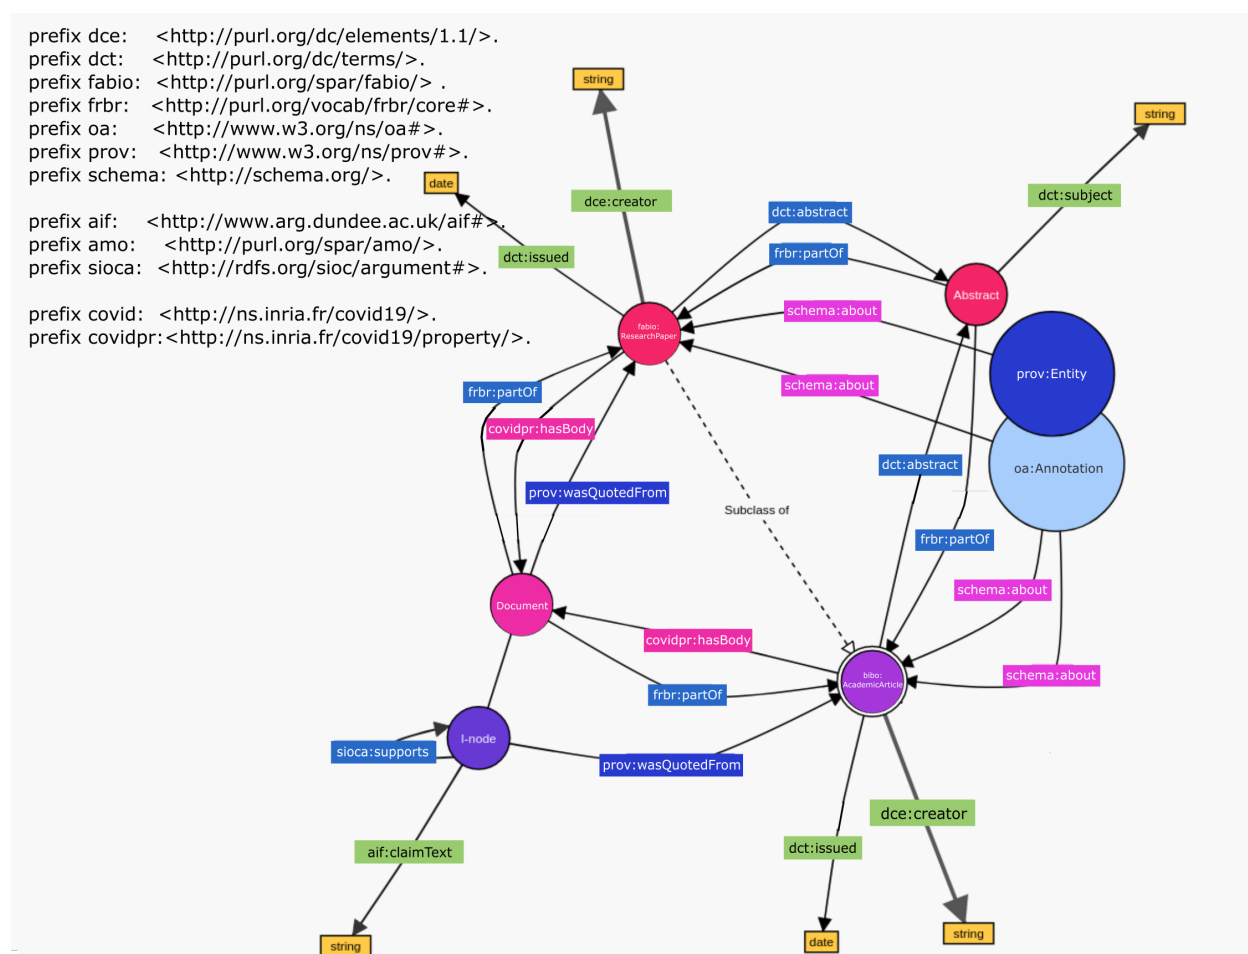 prefix dce: <http://purl.org/dc/elements/1.1/>.
prefix dct: <http://purl.org/dc/terms/>.
prefix fabio: <http://purl.org/spar/fabio/> .
prefix frbr: <http://purl.org/vocab/frbr/core#>.
prefix oa: <http://www.w3.org/ns/oa#>.
prefix prov: <http://www.w3.org/ns/prov#>.
prefix schema: <http://schema.org/>.
prefix aif: <http://www.arg.dundee.ac.uk/aif#>.
prefix amo: <http://purl.org/spar/amo/>.
prefix sioca: <http://rdfs.org/sioc/argument#>.
prefix covid: <http://ns.inria.fr/covid19/>.
prefix covidpr:<http://ns.inria.fr/covid19/property/>.
string
string
date
dce:creator
dct:subject
dct:abstract
frbr:partOf
dct:issued
Abstract
schema:about
fabio:
ResearchPaper
prov:Entity
schema:about
frbr:partOf
covidpr:hasBody
dct:abstract
oa:Annotation
prov:wasQuotedFrom
Subclass of
frbr:partOf
schema:about
Document
covidpr:hasBody
bibo:
AcademicArticle
schema:about
frbr:partOf
I-node
sioca:supports
prov:wasQuotedFrom
dce:creator
dct:issued
aif:claimText
string
date
string